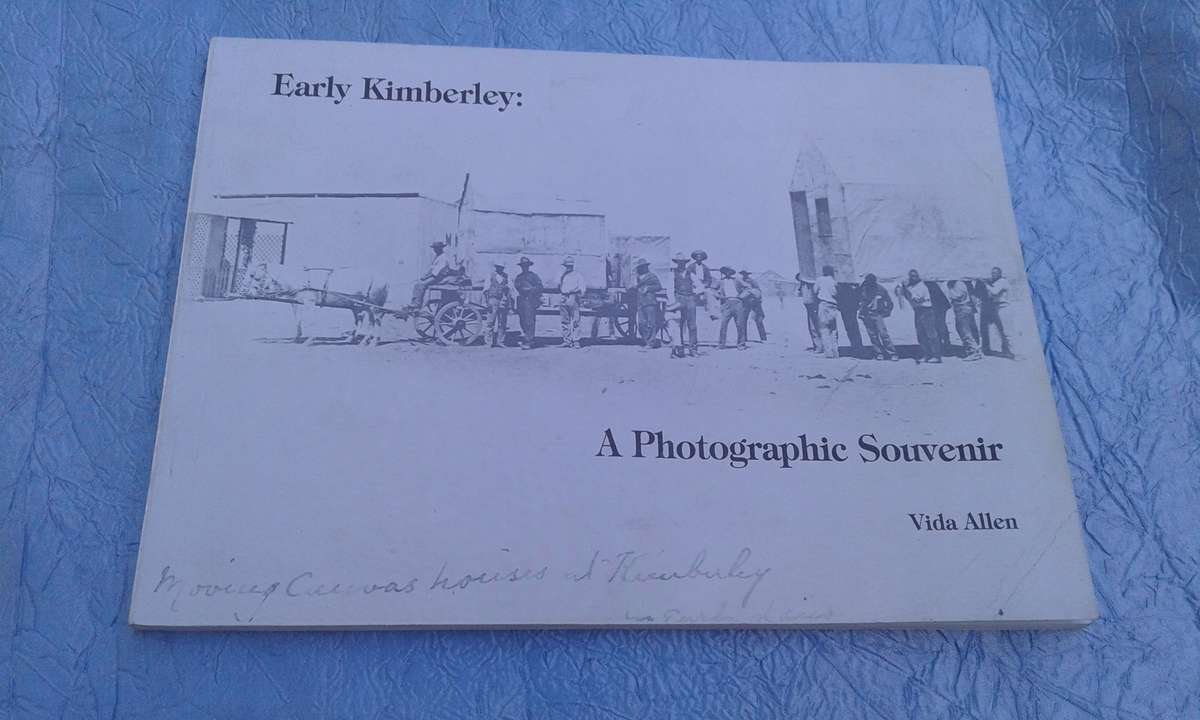 Early Kimberley:
A Photographic Souvenir
Vida Allen
Moving Canvas houses at Kimberley